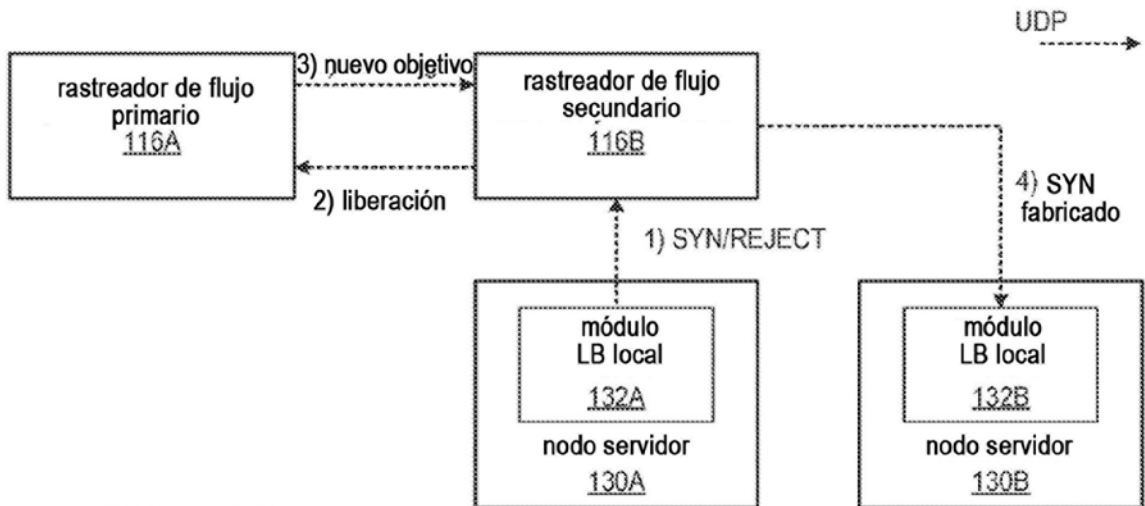 UDP
rastreador de flujo
primario
116A
3) nuevo objetivo
2) liberación
rastreador de flujo
secundario
116B
4) SYN
fabricado
1) SYN/REJECT
módulo
LB local
132A
nodo servidor
130A
módulo
LB local
132B
nodo servidor
130B